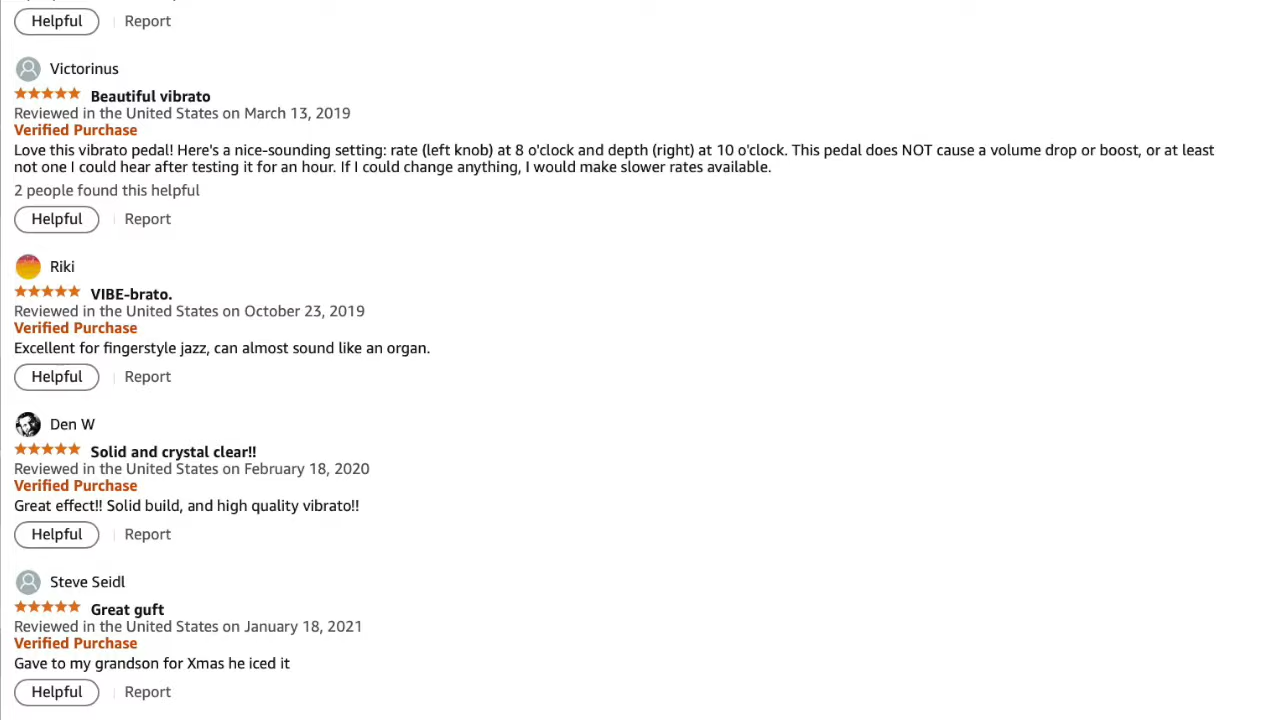 Helpful | Report
Victorinus
Beautiful vibrato
Reviewed in the United States on March 13, 2019
Verified Purchase
Love this vibrato pedal! Here's a nice-sounding setting: rate (left knob) at 8 o'clock and depth (right) at 10 o'clock. This pedal does NOT cause a volume drop or boost, or at least
not one I could hear after testing it for an hour. If I could change anything, I would make slower rates available.
2 people found this helpful
Helpful | Report
Riki
VIBE-brato.
Reviewed in the United States on October 23, 2019
Verified Purchase
Excellent for fingerstyle jazz, can almost sound like an organ.
Helpful | Report
Den W
Solid and crystal clear!!
Reviewed in the United States on February 18, 2020
Verified Purchase
Great effect!! Solid build, and high quality vibrato!!
Helpful | Report
Steve Seidl
Great guft
Reviewed in the United States on January 18, 2021
Verified Purchase
Gave to my grandson for Xmas he iced it
Helpful | Report